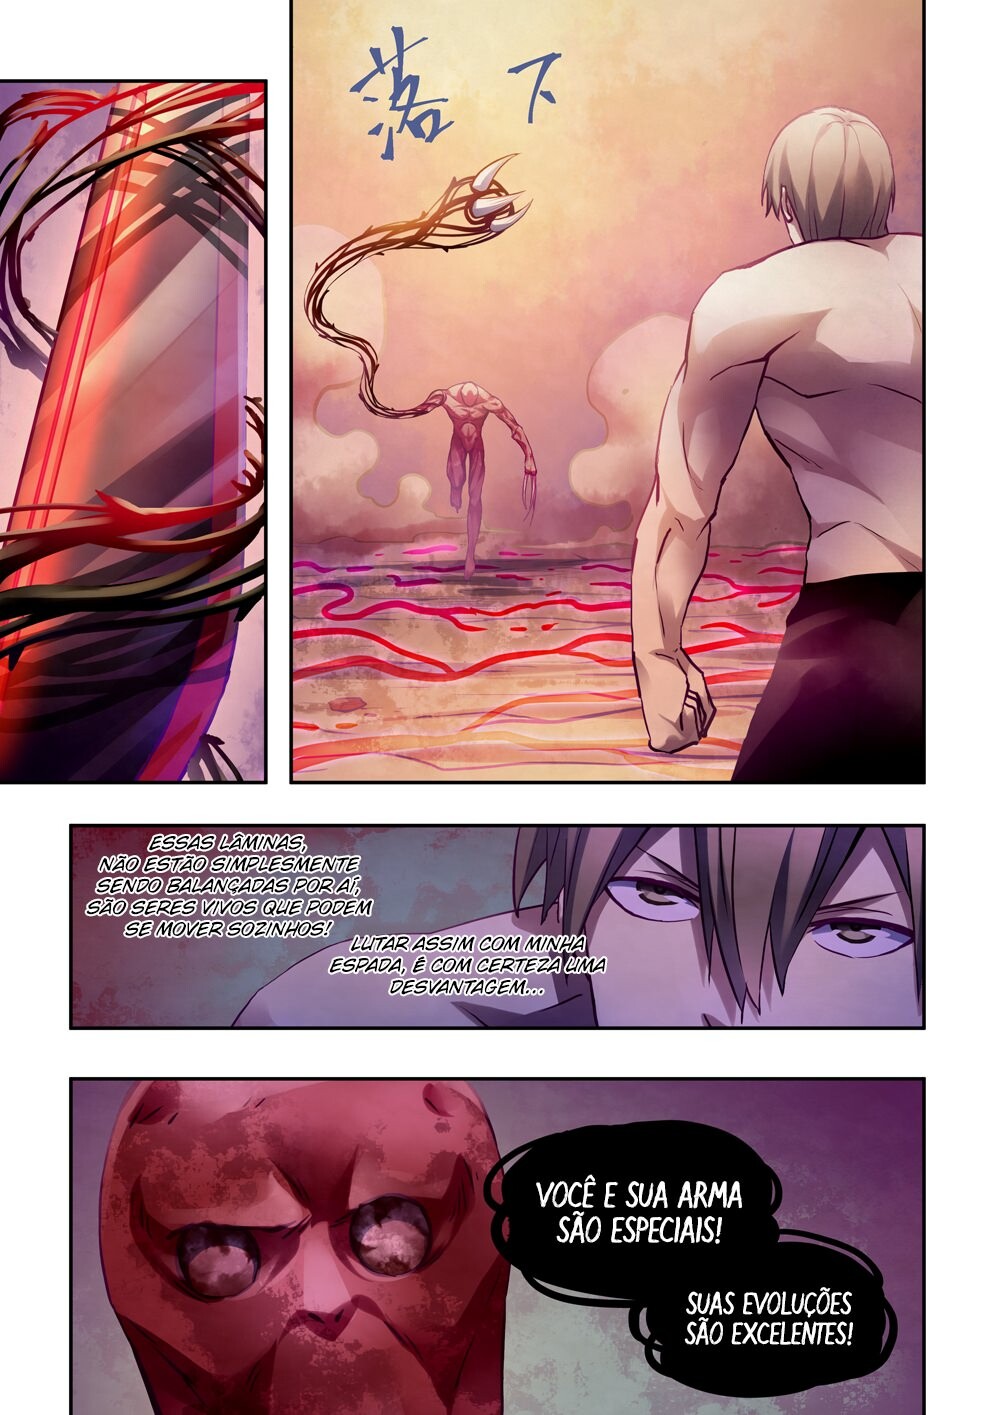 落下
ESSAS LÂMINAS,
NÃO ESTÃO SIMPLESMENTE
SENDO BALANÇADAS POR AÍ,
SÃO SERES VIVOS QUE PODEM
SE MOVER SOZINHOS!
LUTAR ASSIM COM MINHA
ESPADA, É COM CERTEZA UMA
DESVANTAGEM...
VOCÊ E SUA ARMA
SÃO ESPECIAIS!
SUAS EVOLUÇÕES
SÃO EXCELENTES!